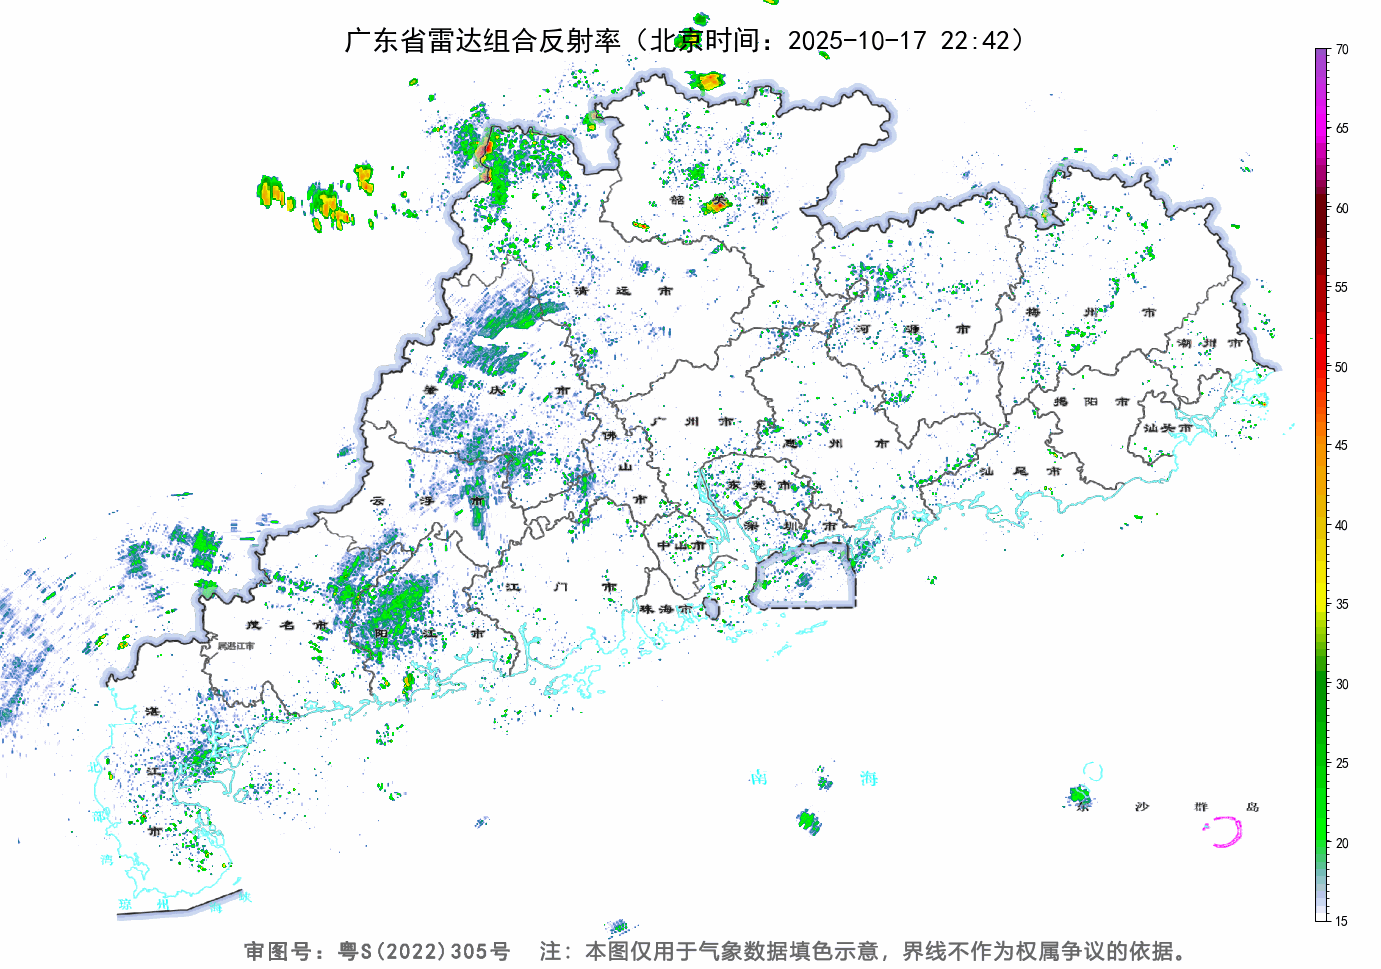 广东省雷达组合反射率（北京时间：2025-10-17 22:42）
70
65
60
55
50
45
40
35
30
25
20
15
韶关市
清远市
河源市
梅州市
潮州市
肇庆市
广州市
惠州市
揭阳市
汕头市
佛山市
云浮市
东莞市
汕尾市
深圳市
中山市
江门市
珠海市
茂名市
阳江市
属湛江市
湛江市
南海
东沙群岛
北部湾
琼州海峡
审图号：粤S(2022)305号 注：本图仅用于气象数据填色示意，界线不作为权属争议的依据。